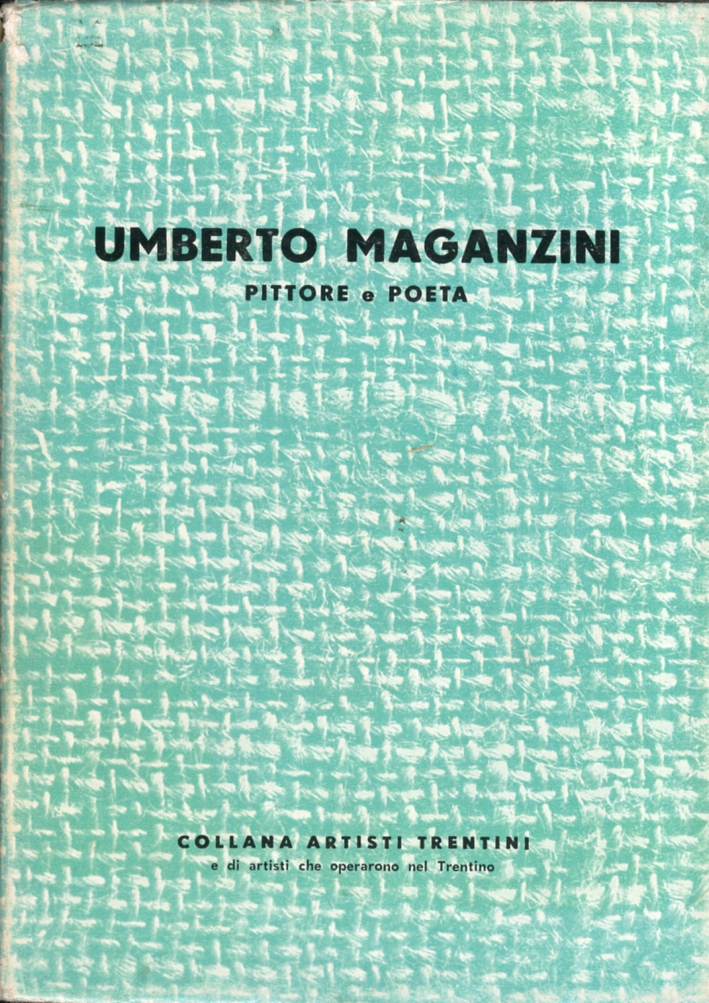 UMBERTO MAGANZINI
PITTORE e POETA
COLLANA ARTISTI TRENTINI
e di artisti che operarono nel Trentino